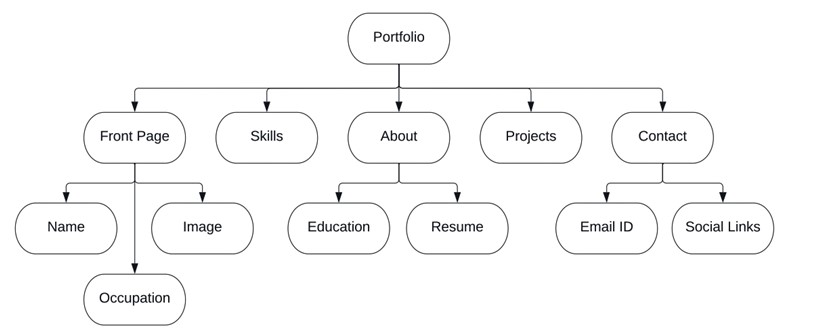 Portfolio
Front Page
Skills
About
Projects
Contact
Name
Image
Education
Resume
Email ID
Social Links
Occupation